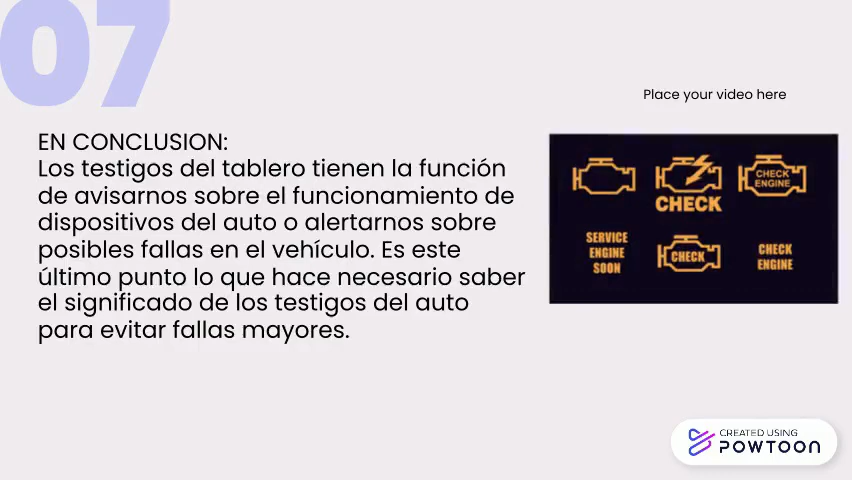 07
Place your video here
EN CONCLUSION:
Los testigos del tablero tienen la función
de avisarnos sobre el funcionamiento de
dispositivos del auto o alertarnos sobre
posibles fallas en el vehículo. Es este
último punto lo que hace necesario saber
el significado de los testigos del auto
para evitar fallas mayores.
CHECK
CHECK
ENGINE
SERVICE
ENGINE
SOON
CHECK
CHECK
ENGINE
CREATED USING
POWTOON